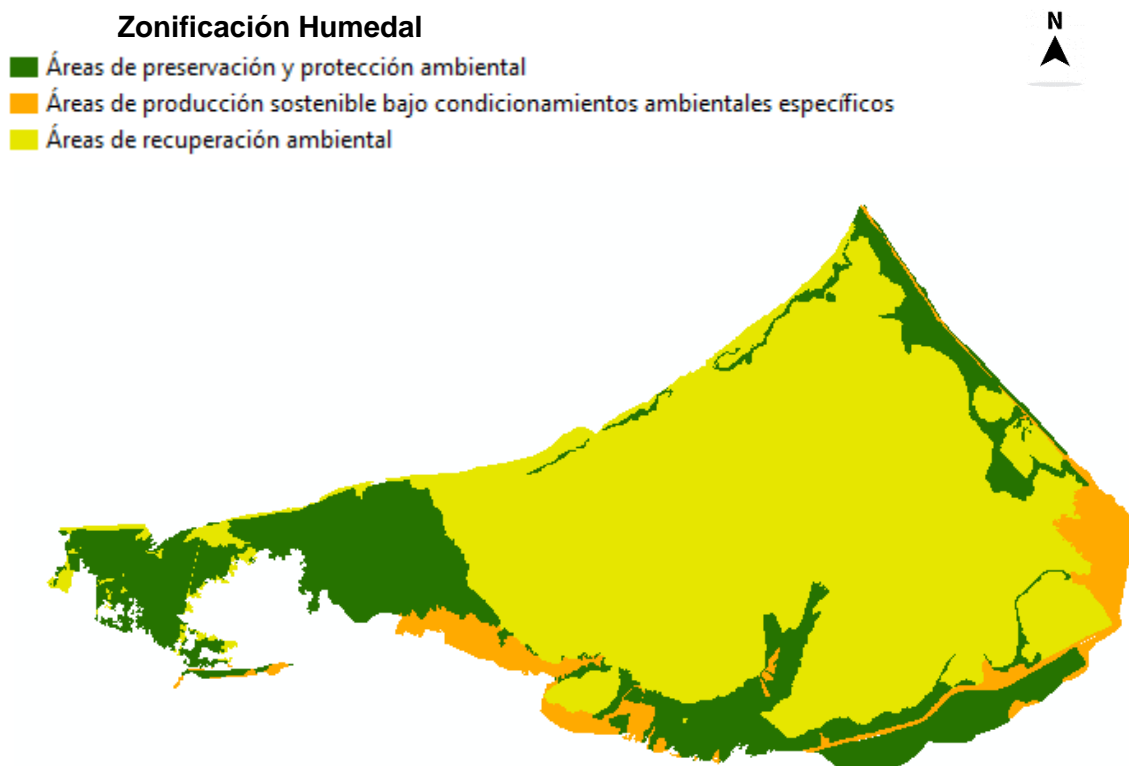 Zonificación Humedal
N
Áreas de preservación y protección ambiental
Áreas de producción sostenible bajo condicionamientos ambientales específicos
Áreas de recuperación ambiental